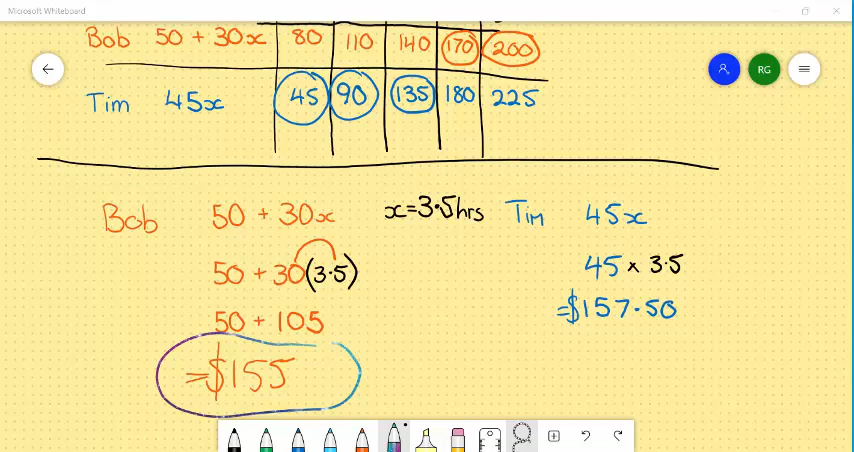 Microsoft Whiteboard
Bob 50 + 30x 80 110 140 170 200
RG
Tim 45x 45 90 135 180 225
Bob 50 + 30x x=3.5hrs Tim 45x
50 + 30(3.5) 45 x 3.5
50 + 105 =$157.50
=$155